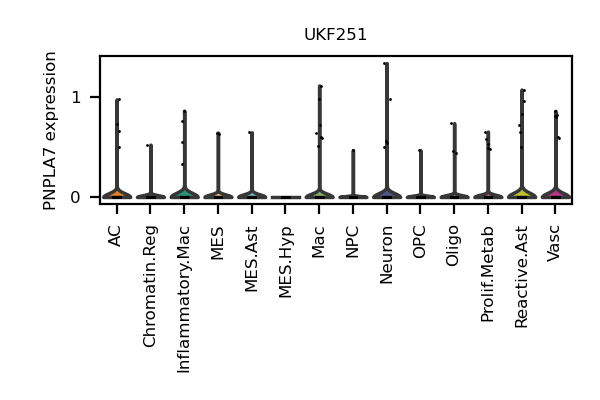 UKF251
PNPLA7 expression
1
0
AC
Chromatin.Reg
Inflammatory.Mac
MES
MES.Ast
MES.Hyp
Mac
NPC
Neuron
OPC
Oligo
Prolif.Metab
Reactive.Ast
Vasc